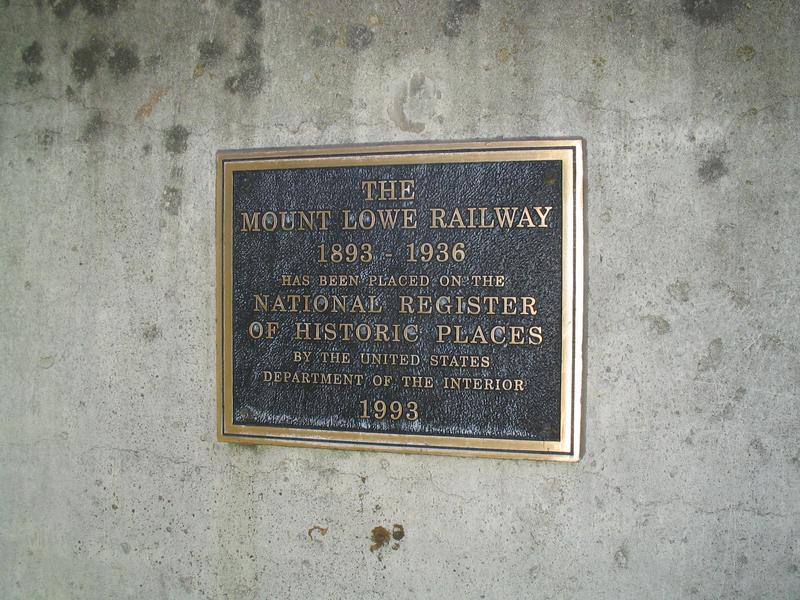 THE
MOUNT LOWE RAILWAY
1893 - 1936
HAS BEEN PLACED ON THE
NATIONAL REGISTER
OF HISTORIC PLACES
BY THE UNITED STATES
DEPARTMENT OF THE INTERIOR
1993